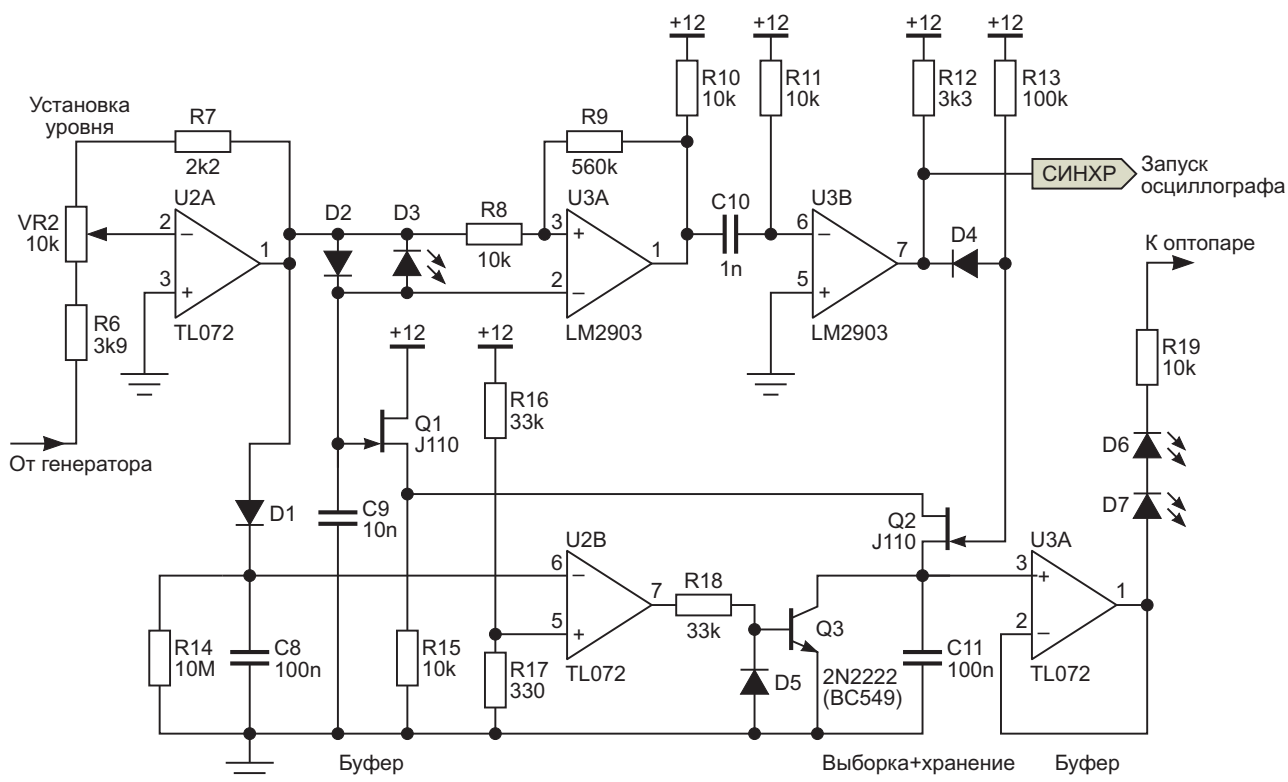 +12
+12
+12
+12
R10
10k
R11
10k
R12
3k3
R13
100k
Установка
уровня
R7
2k2
R9
560k
СИНХР
Запуск
осциллографа
VR2
10k
U2A
2
3
1
TL072
D2
D3
R8
10k
U3A
3
2
1
LM2903
C10
1n
U3B
6
5
7
LM2903
D4
К оптопаре
R6
3k9
От генератора
+12
+12
Q1
J110
R16
33k
R19
10k
D6
D7
D1
C9
10n
Q2
J110
U2B
6
5
7
TL072
R18
33k
Q3
2N2222
(BC549)
D5
U3A
3
2
1
TL072
R14
10M
C8
100n
R15
10k
R17
330
C11
100n
Буфер
Выборка+хранение
Буфер